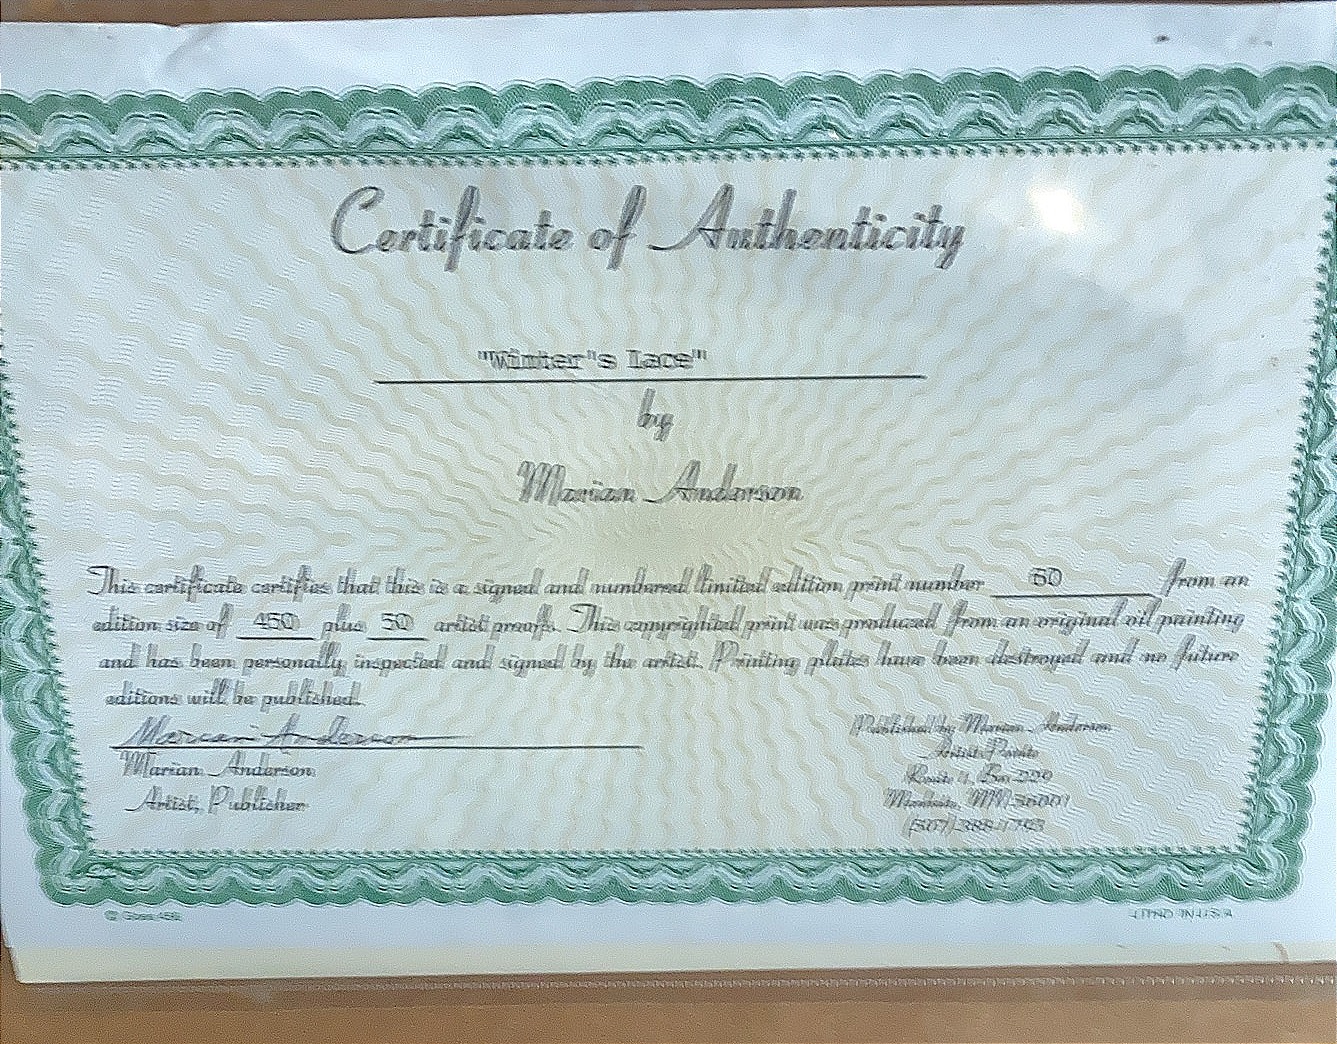 Certificate of Authenticity
"Winter's Lace"
by
Marian Anderson
This certificate certifies that this is a signed and numbered limited edition print number from an
edition size of 450 plus 50 artist proofs. This copyrighted print was produced from an original oil painting
and has been personally inspected and signed by the artist. Printing plates have been destroyed and no future
editions will be published.
Marian Anderson
Marian Anderson
Artist, Publisher
Published by Marian Anderson
Artist Prints
Route 4, Box
Mankato, MN 56001
(507)
LITHO IN U.S.A.